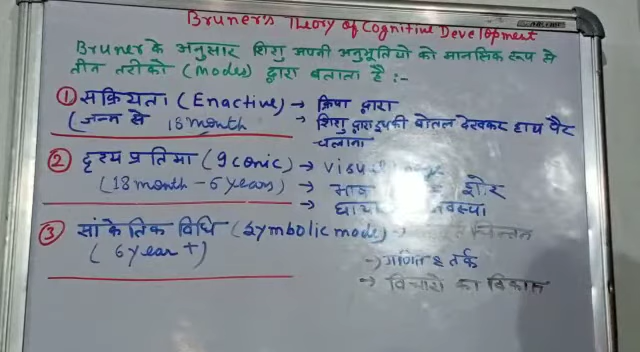 Bruner's Theory of Cognitive Development
Bruner के अनुसार शिशु अपनी अनुभूतियो को मानसिक रूप से
तीन तरीको (modes) द्वारा बताता है :-
① सक्रियता (Enactive) → क्रिया द्वारा
(जन्म से 18 month → शिशु द्वारा दूधकी बोतल देखकर हाथ पैर
चलाना
② दृश्य प्रतिमा (Iconic) → visual
(18 month - 6 years) →
→ अवस्था
③ सांकेतिक विधि (Symbolic mode) → चिन्तन
(6 year +) → गणित & तर्क
→ विचारो का विकास